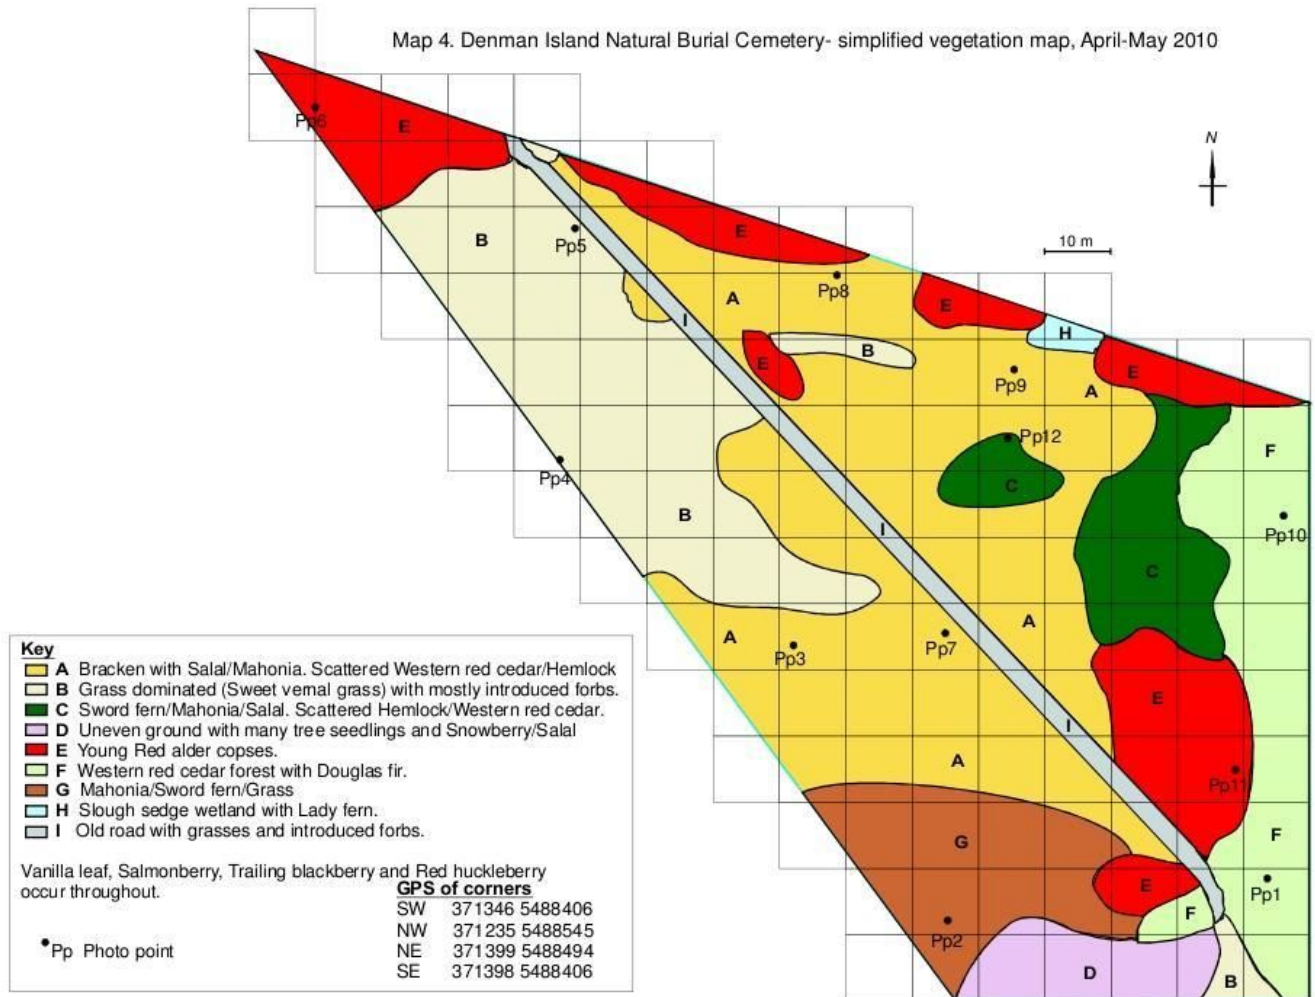 Map 4. Denman Island Natural Burial Cemetery- simplified vegetation map, April-May 2010
N
10 m
Pp6
E
B
Pp5
E
A
Pp8
E
I
H
E
B
E
Pp9
A
Pp12
F
Pp4
C
B
I
Pp10
C
A
Pp3
Pp7
A
E
I
A
Pp11
G
F
E
Pp1
F
Pp2
D
B
Key
A Bracken with Salal/Mahonia. Scattered Western red cedar/Hemlock
B Grass dominated (Sweet vernal grass) with mostly introduced forbs.
C Sword fern/Mahonia/Salal. Scattered Hemlock/Western red cedar.
D Uneven ground with many tree seedlings and Snowberry/Salal
E Young Red alder copses.
F Western red cedar forest with Douglas fir.
G Mahonia/Sword fern/Grass
H Slough sedge wetland with Lady fern.
I Old road with grasses and introduced forbs.
Vanilla leaf, Salmonberry, Trailing blackberry and Red huckleberry
occur throughout.
GPS of corners
SW 371346 5488406
NW 371235 5488545
NE 371399 5488494
SE 371398 5488406
Pp Photo point